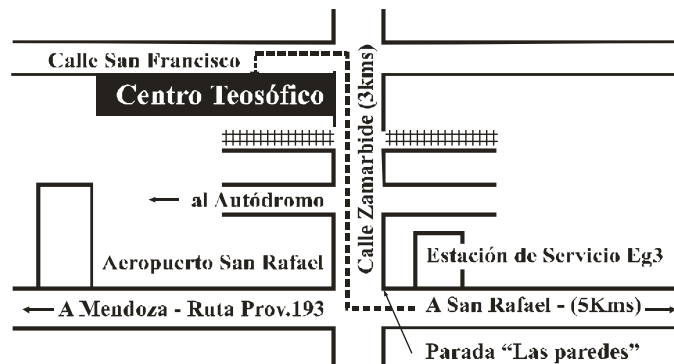 Calle San Francisco
Centro Teosófico
Calle Zamarbide (3kms)
al Autódromo
Aeropuerto San Rafael
Estación de Servicio Eg3
A Mendoza - Ruta Prov.193
A San Rafael - (5Kms)
Parada “Las paredes”